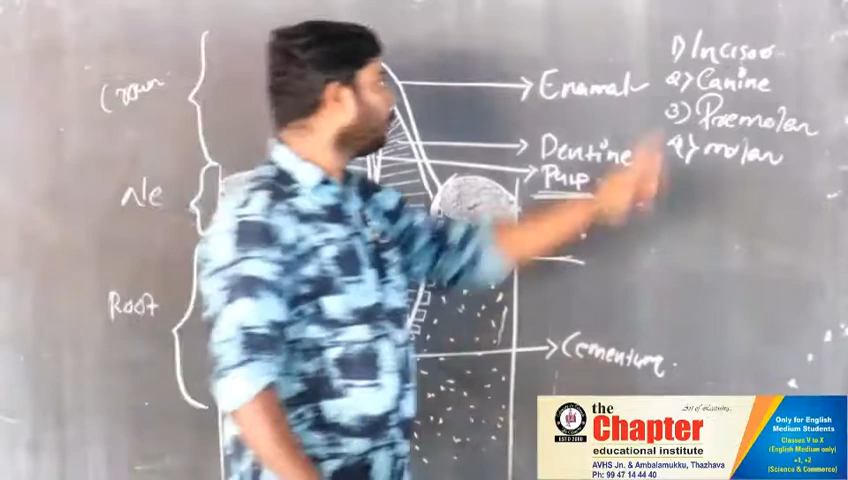 Crown
Ne
Root
Enamal
Dentine
Pulp
Cementum
1) Incisor
2) Canine
3) Premolar
4) molar
the
Chapter
educational institute
AVHS Jn. & Ambalamukku, Thazhava
Ph: 99 47 14 44 40
Only for English
Medium Students
Classes V to X
(English Medium only)
+1, +2
(Science & Commerce)